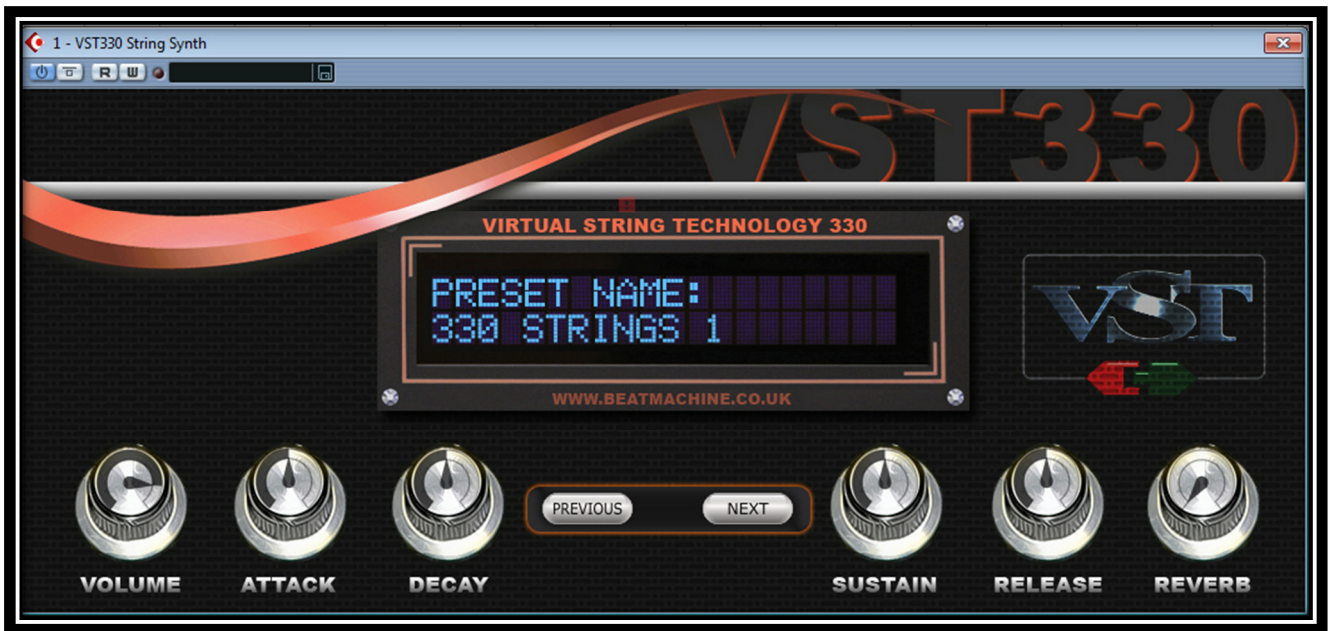 1 - VST330 String Synth
R W
VST330
VIRTUAL STRING TECHNOLOGY 330
PRESET NAME:
330 STRINGS 1
VST
WWW.BEATMACHINE.CO.UK
PREVIOUS NEXT
VOLUME ATTACK DECAY SUSTAIN RELEASE REVERB